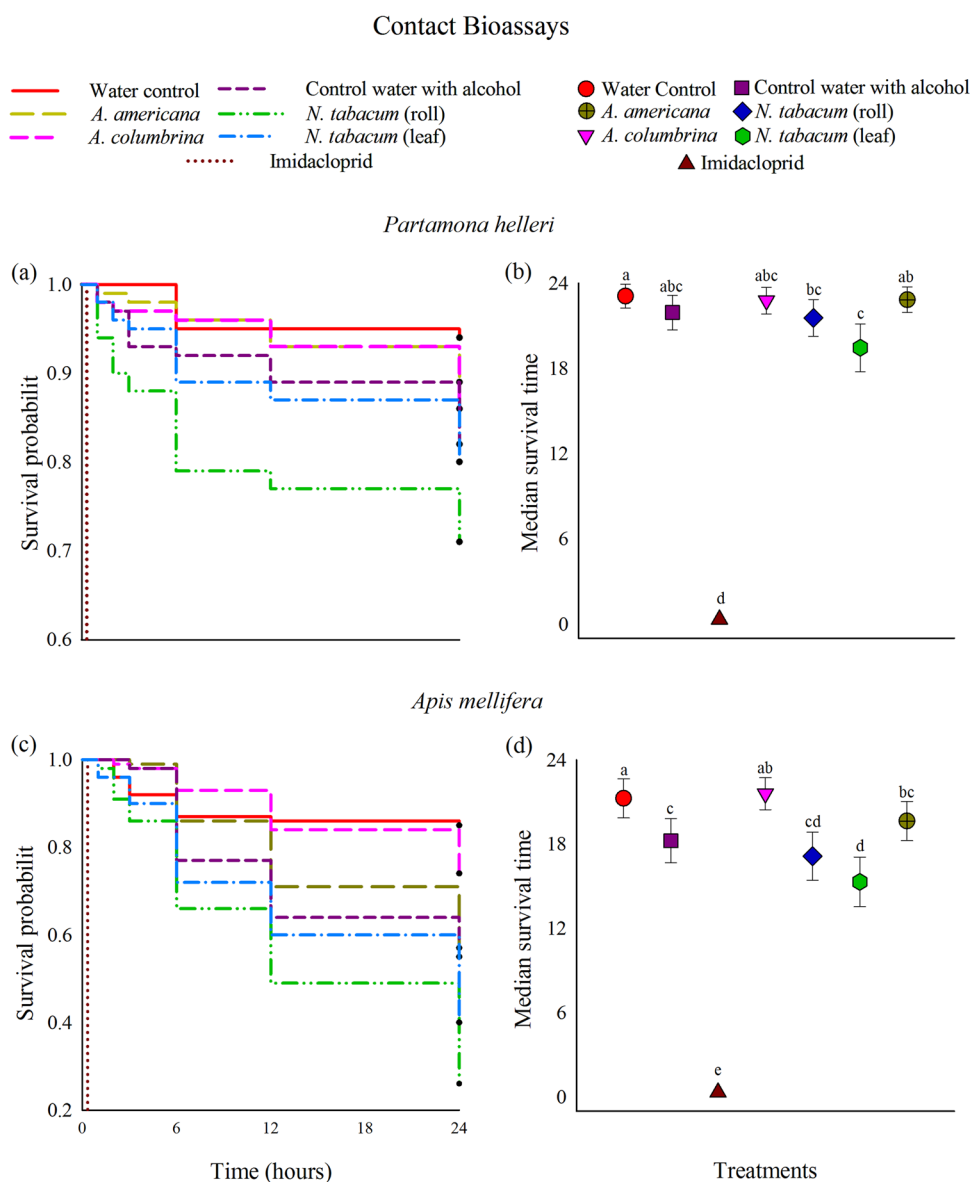 Contact Bioassays
Water control
Control water with alcohol
A. americana
N. tabacum (roll)
A. columbrina
N. tabacum (leaf)
Imidacloprid
Water Control
Control water with alcohol
A. americana
N. tabacum (roll)
A. columbrina
N. tabacum (leaf)
Imidacloprid
Partamona helleri
(a)
Survival probabilit
1.0
0.9
0.8
0.7
0.6
(b)
Median survival time
24
18
12
6
0
a
abc
d
abc
bc
c
ab
Apis mellifera
(c)
Survival probabilit
1.0
0.8
0.6
0.4
0.2
0 6 12 18 24
Time (hours)
(d)
Median survival time
24
18
12
6
0
a
c
e
ab
cd
d
bc
Treatments